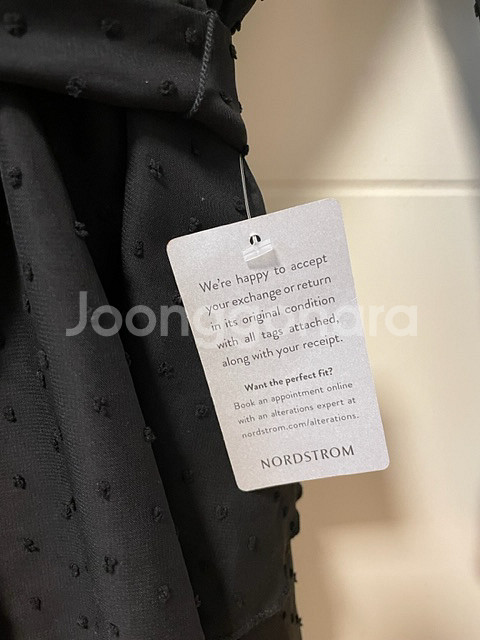 We're happy to accept
your exchange or return
in its original condition
with all tags attached,
along with your receipt.
Want the perfect fit?
Book an appointment online
with an alterations expert at
nordstrom.com/alterations.
NORDSTROM
Joonggonara